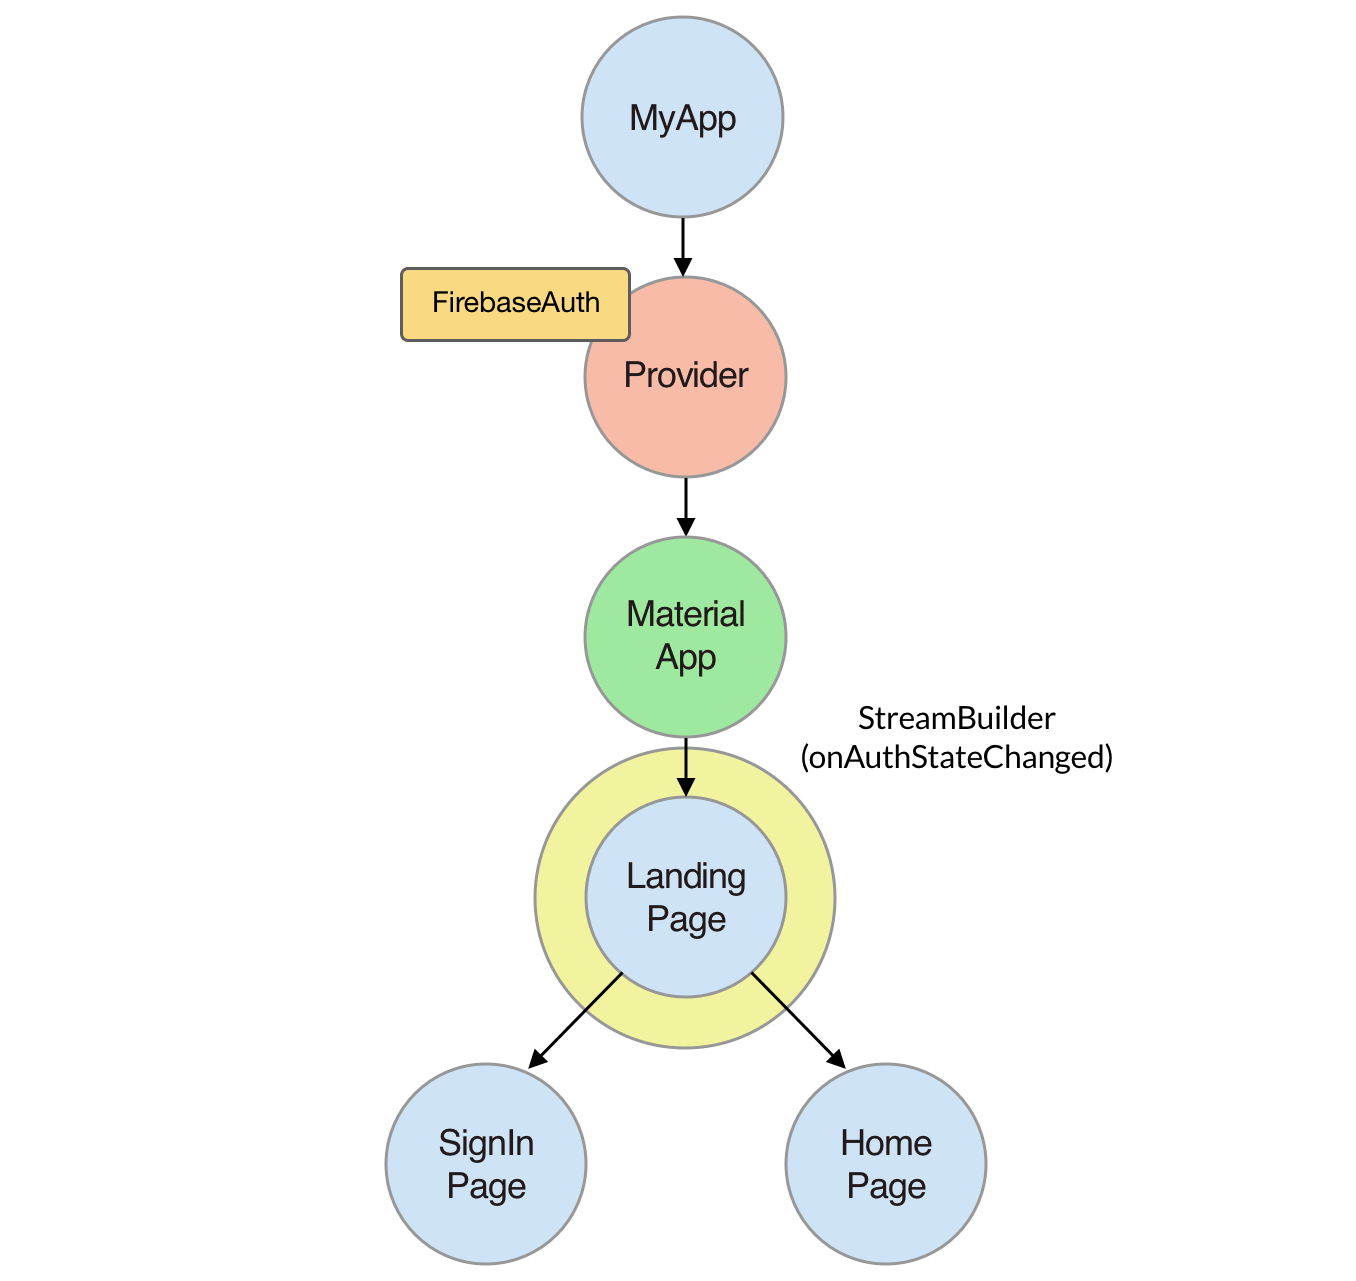 MyApp
FirebaseAuth
Provider
Material
App
StreamBuilder
(onAuthStateChanged)
Landing
Page
SignIn
Page
Home
Page